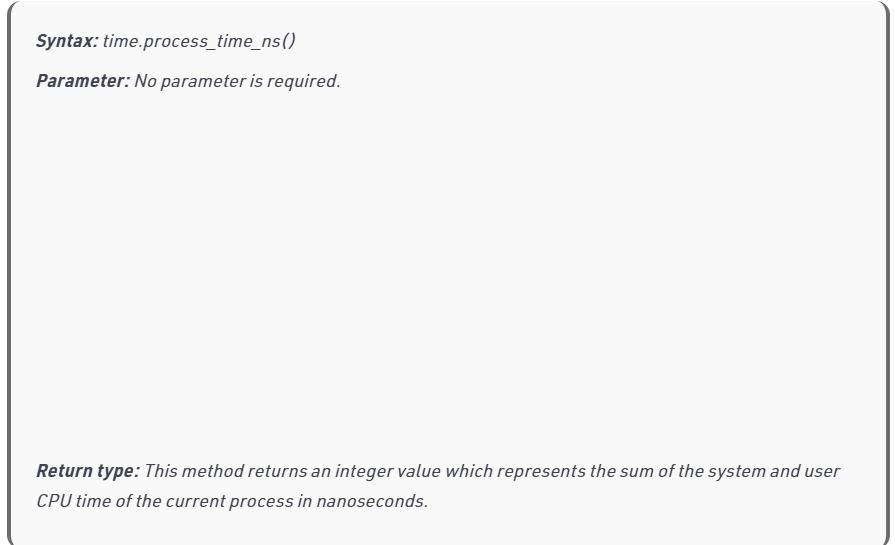 Syntax: time.process_time_ns()
Parameter: No parameter is required.
Return type: This method returns an integer value which represents the sum of the system and user
CPU time of the current process in nanoseconds.